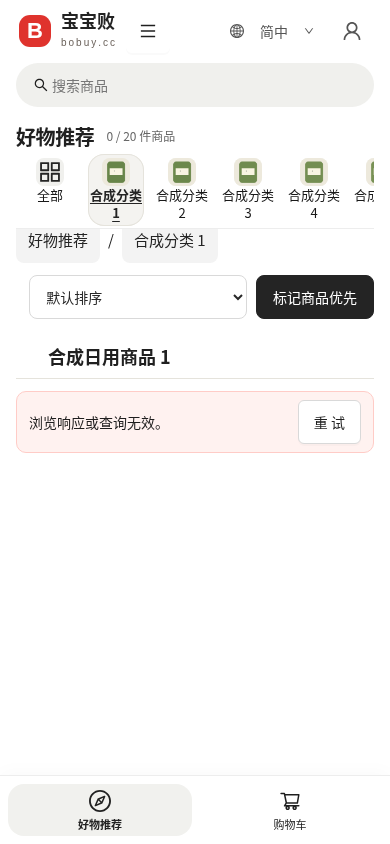 B
宝宝败
bobuy.cc
简中
搜索商品
好物推荐
0 / 20 件商品
全部
合成分类 1
合成分类 2
合成分类 3
合成分类 4
好物推荐 / 合成分类 1
默认排序
标记商品优先
合成日用商品 1
浏览响应或查询无效。
重 试
好物推荐
购物车